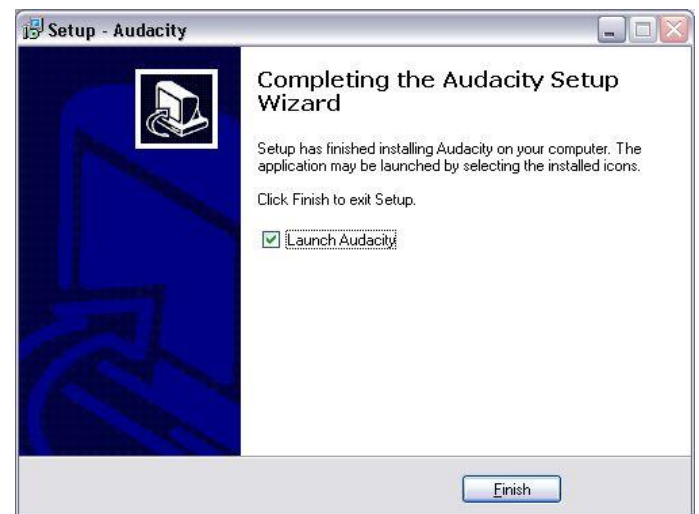 Setup - Audacity
Completing the Audacity Setup
Wizard
Setup has finished installing Audacity on your computer. The
application may be launched by selecting the installed icons.
Click Finish to exit Setup.
Launch Audacity
Finish